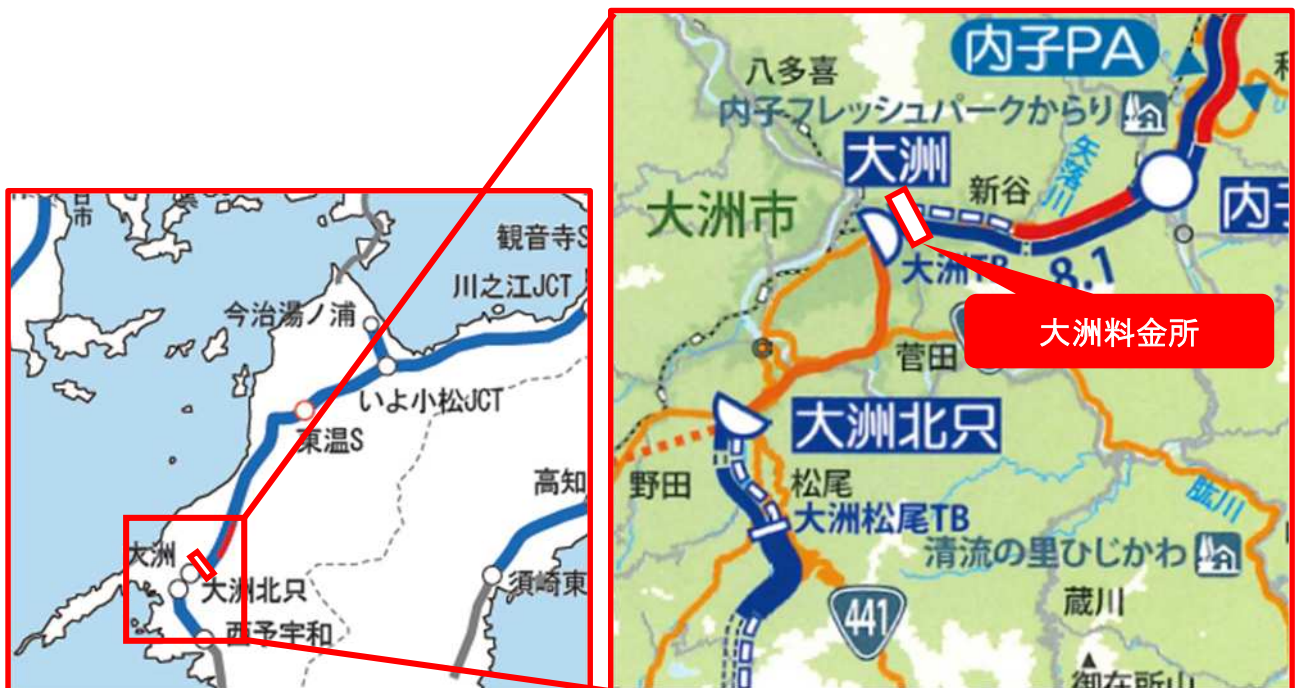 観音寺S
川之江JCT
今治湯ノ浦
いよ小松JCT
東温S
高知
大洲
大洲北只
須崎東
西予宇和
内子PA
八多喜
内子フレッシュパークからり
大洲
新谷
矢落川
大洲市
大洲TB
8.1
大洲料金所
菅田
大洲北只
野田
松尾
大洲松尾TB
肱川
清流の里ひじかわ
441
蔵川
御在所山